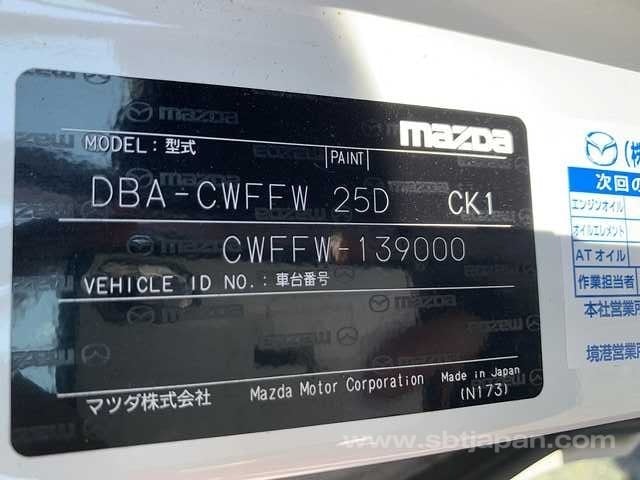 mazda
MODEL: 型式
PAINT
DBA-CWFFW 25D CK1
CWFFW-139000
VEHICLE ID NO.: 車台番号
マツダ株式会社 Mazda Motor Corporation Made in Japan
(N173)
(株
次回の
エンジンオイル
オイルエレメント
ATオイル
作業担当者
本社営業所
境港営業所
www.sbtjapan.com